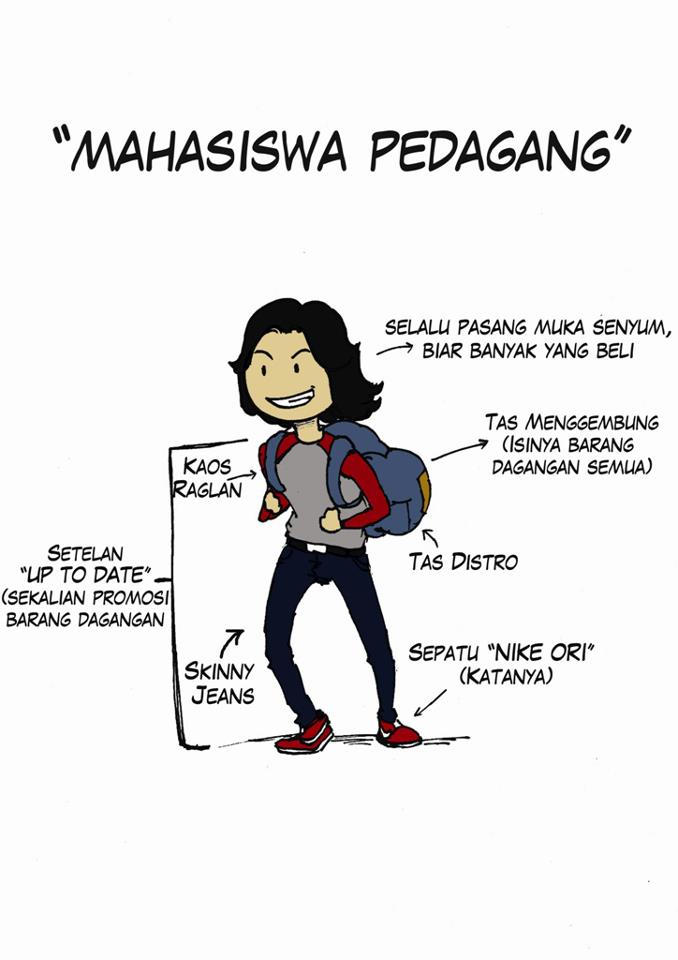 "MAHASISWA PEDAGANG"
SELALU PASANG MUKA SENYUM,
BIAR BANYAK YANG BELI
TAS MENGGEMBUNG
(ISINYA BARANG
DAGANGAN SEMUA)
KAOS
RAGLAN
TAS DISTRO
SETELAN
"UP TO DATE"
(SEKALIAN PROMOSI
BARANG DAGANGAN
SKINNY
JEANS
SEPATU "NIKE ORI"
(KATANYA)